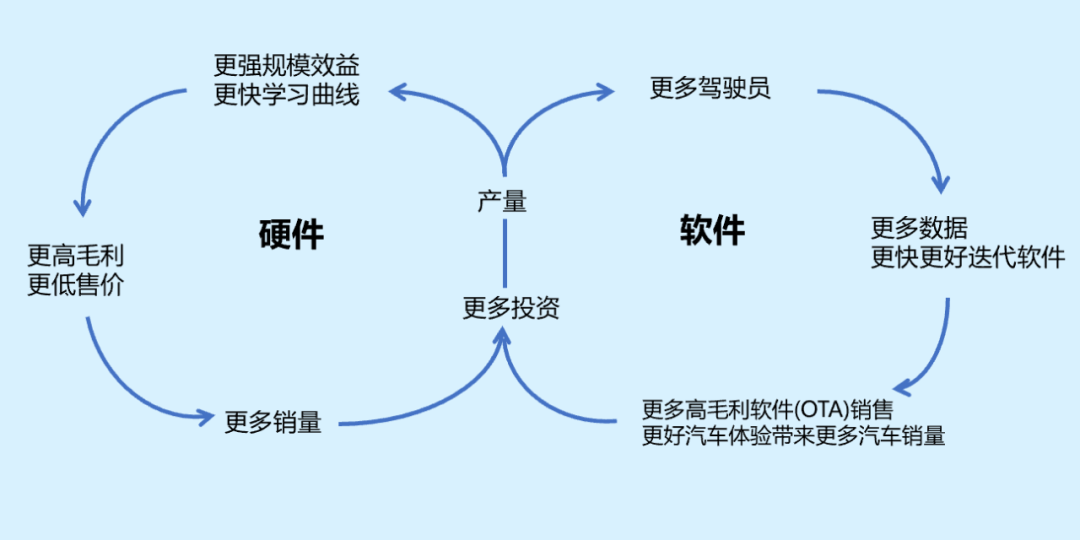 更强规模效益
更快学习曲线
更多驾驶员
产量
硬件
软件
更多数据
更快更好迭代软件
更高毛利
更低售价
更多投资
更多销量
更多高毛利软件(OTA)销售
更好汽车体验带来更多汽车销量